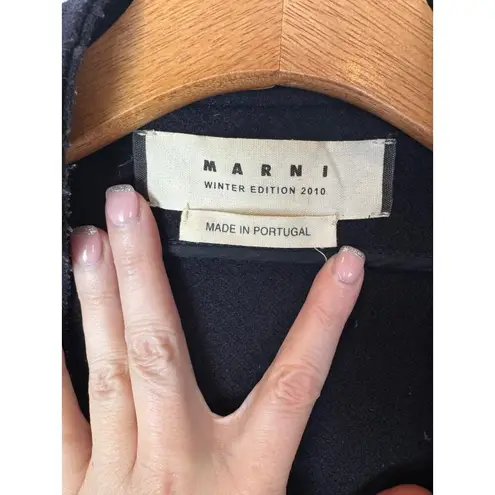 MARNI
WINTER EDITION 2010
MADE IN PORTUGAL